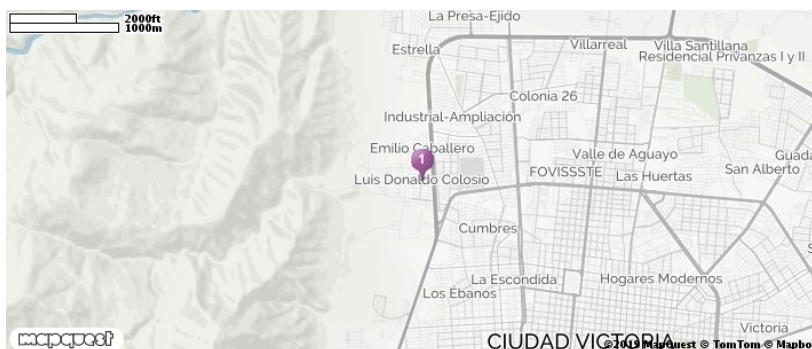 2000ft
1000m
La Presa-Ejido
Estrella
Villarreal
Villa Santillana
Residencial Privanzas I y II
Colonia 26
Industrial-Ampliación
Emilio Caballero
1
Valle de Aguayo
Luis Donaldo Colosio
FOVISSSTE
Las Huertas
San Alberto
Cumbres
La Escondida
Hogares Modernos
Los Ébanos
Victoria
CIUDAD VICTORIA
mapquest
©2019 MapQuest © TomTom © Mapbo